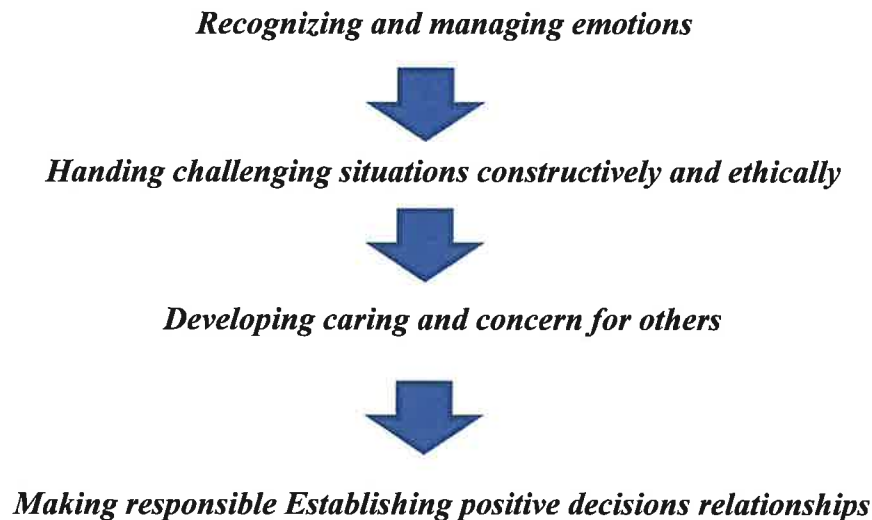 Recognizing and managing emotions
Handing challenging situations constructively and ethically
Developing caring and concern for others
Making responsible Establishing positive decisions relationships